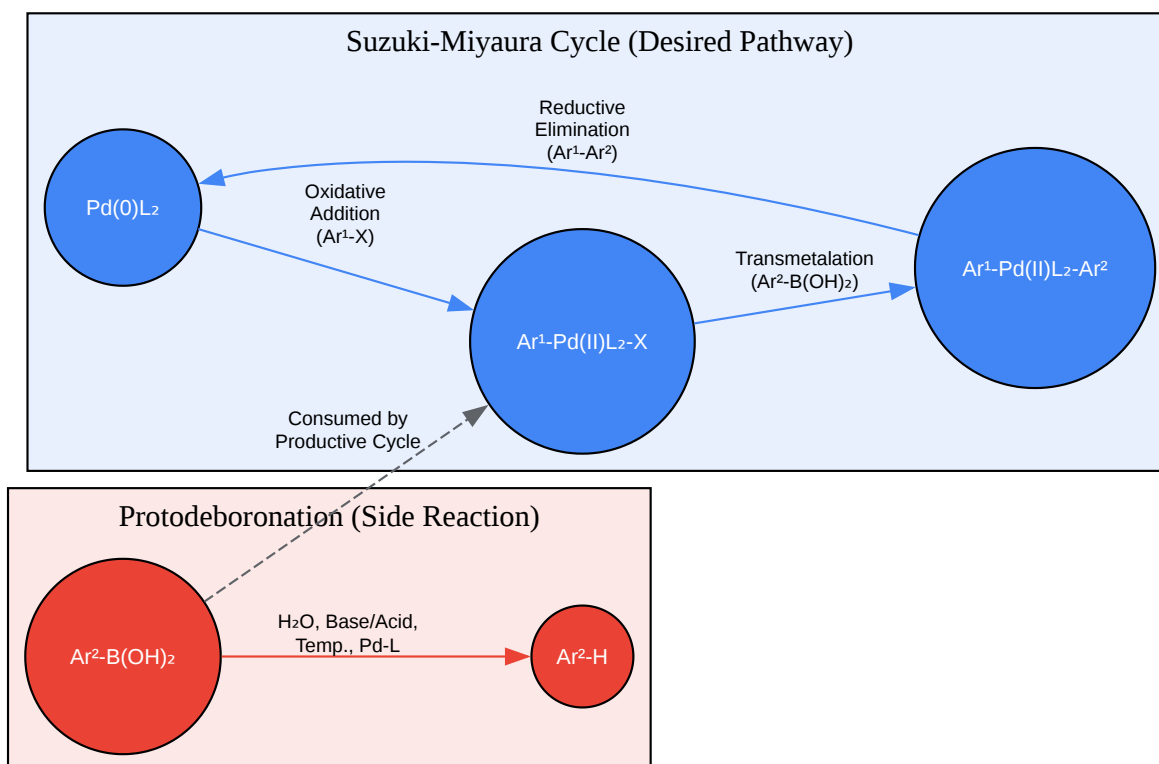 Suzuki-Miyaura Cycle (Desired Pathway)
Reductive
Elimination
(Ar¹-Ar²)
Pd(0)L₂
Oxidative
Addition
(Ar¹-X)
Transmetalation
(Ar²-B(OH)₂)
Ar¹-Pd(II)L₂-Ar²
Ar¹-Pd(II)L₂-X
Consumed by
Productive Cycle
Protodeboronation (Side Reaction)
H₂O, Base/Acid,
Temp., Pd-L
Ar²-B(OH)₂
Ar²-H